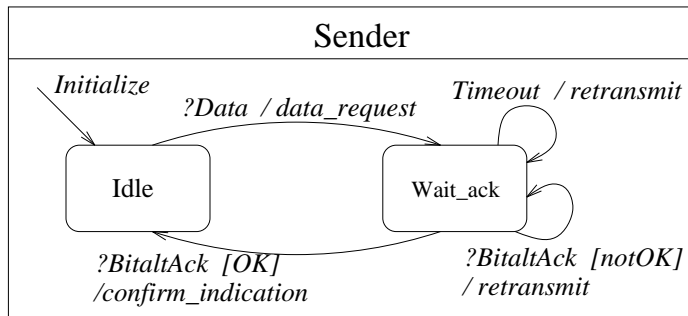 Sender
Initialize
?Data / data_request
Timeout / retransmit
Idle
Wait_ack
?BitaltAck [OK]
/confirm_indication
?BitaltAck [notOK]
/ retransmit